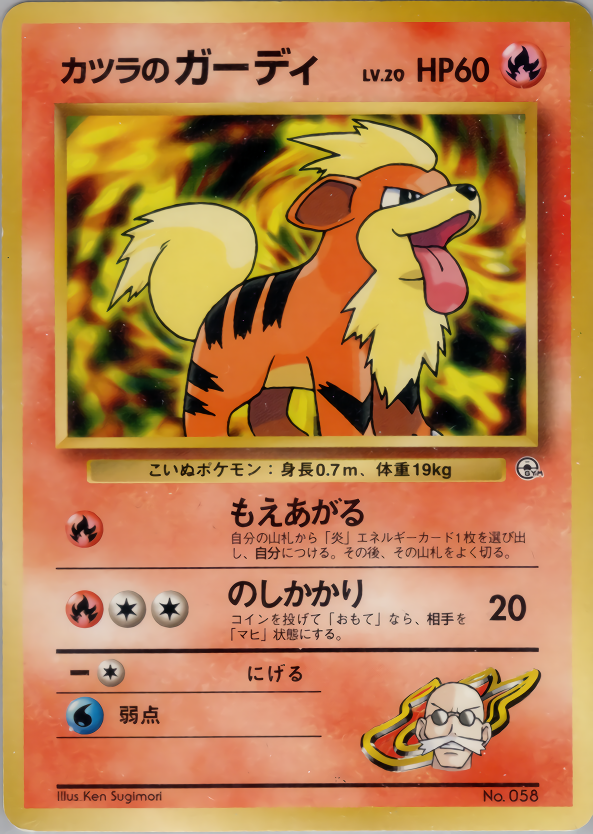 カツラのガーディ LV.20 HP60
こいぬポケモン：身長0.7m、体重19kg
GYM
もえあがる
自分の山札から「炎」エネルギーカード1枚を選び出
し、自分につける。その後、その山札をよく切る。
のしかかり 20
コインを投げて「おもて」なら、相手を
「マヒ」状態にする。
にげる
弱点
Illus.Ken Sugimori No. 058